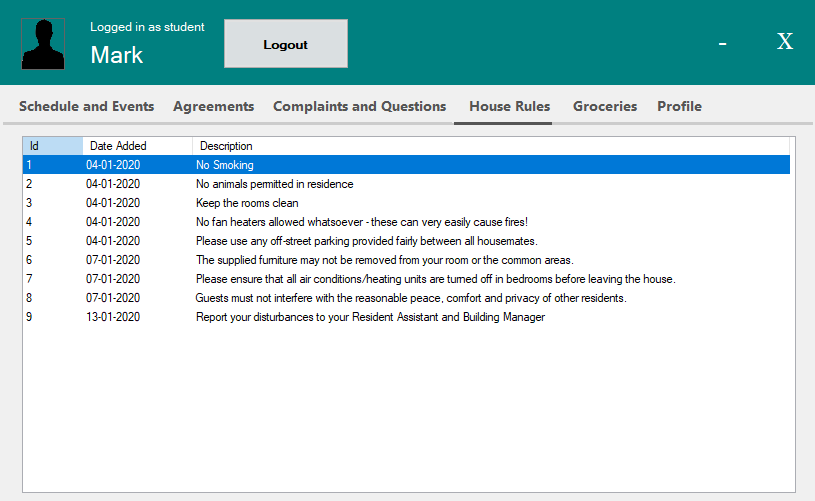 Logged in as student
Mark
Logout
- X
Schedule and Events Agreements Complaints and Questions House Rules Groceries Profile
Id Date Added Description
1 04-01-2020 No Smoking
2 04-01-2020 No animals permitted in residence
3 04-01-2020 Keep the rooms clean
4 04-01-2020 No fan heaters allowed whatsoever - these can very easily cause fires!
5 04-01-2020 Please use any off-street parking provided fairly between all housemates.
6 07-01-2020 The supplied furniture may not be removed from your room or the common areas.
7 07-01-2020 Please ensure that all air conditions/heating units are turned off in bedrooms before leaving the house.
8 07-01-2020 Guests must not interfere with the reasonable peace, comfort and privacy of other residents.
9 13-01-2020 Report your disturbances to your Resident Assistant and Building Manager